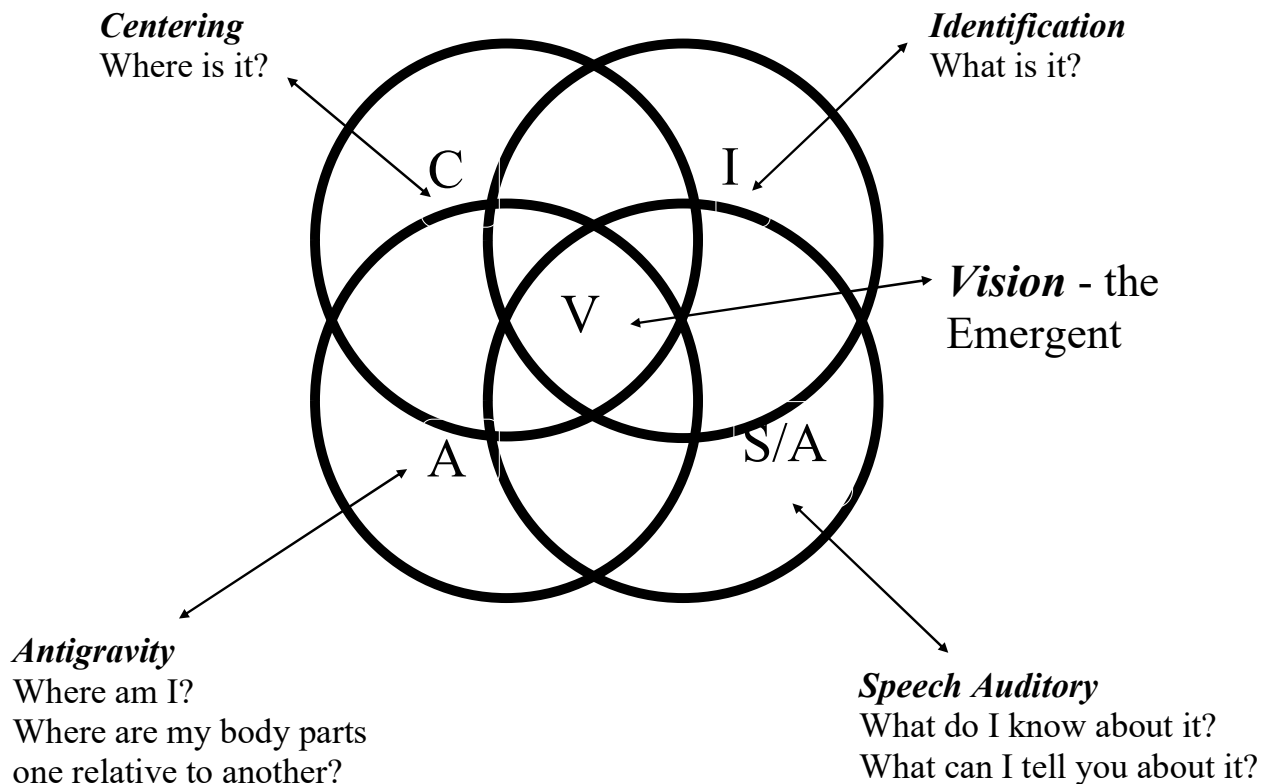 Centering
Where is it?
Identification
What is it?
C
I
V
Vision - the
Emergent
A
S/A
Antigravity
Where am I?
Where are my body parts
one relative to another?
Speech Auditory
What do I know about it?
What can I tell you about it?